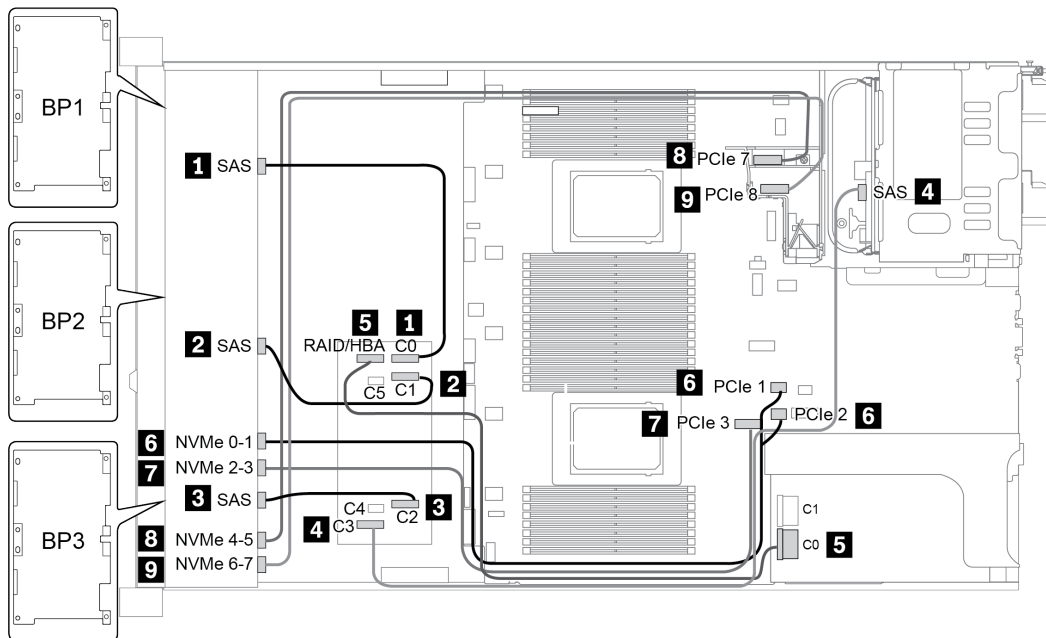 BP1
1 SAS
8 PCIe 7
9 PCIe 8
SAS 4
BP2
2 SAS
5 1
RAID/HBA C0
C5 C1 2
6 PCIe 1
7 PCIe 3
PCIe 2 6
6 NVMe 0-1
7 NVMe 2-3
3 SAS
BP3
C4
4 C3
C2 3
C1
C0 5
8 NVMe 4-5
9 NVMe 6-7